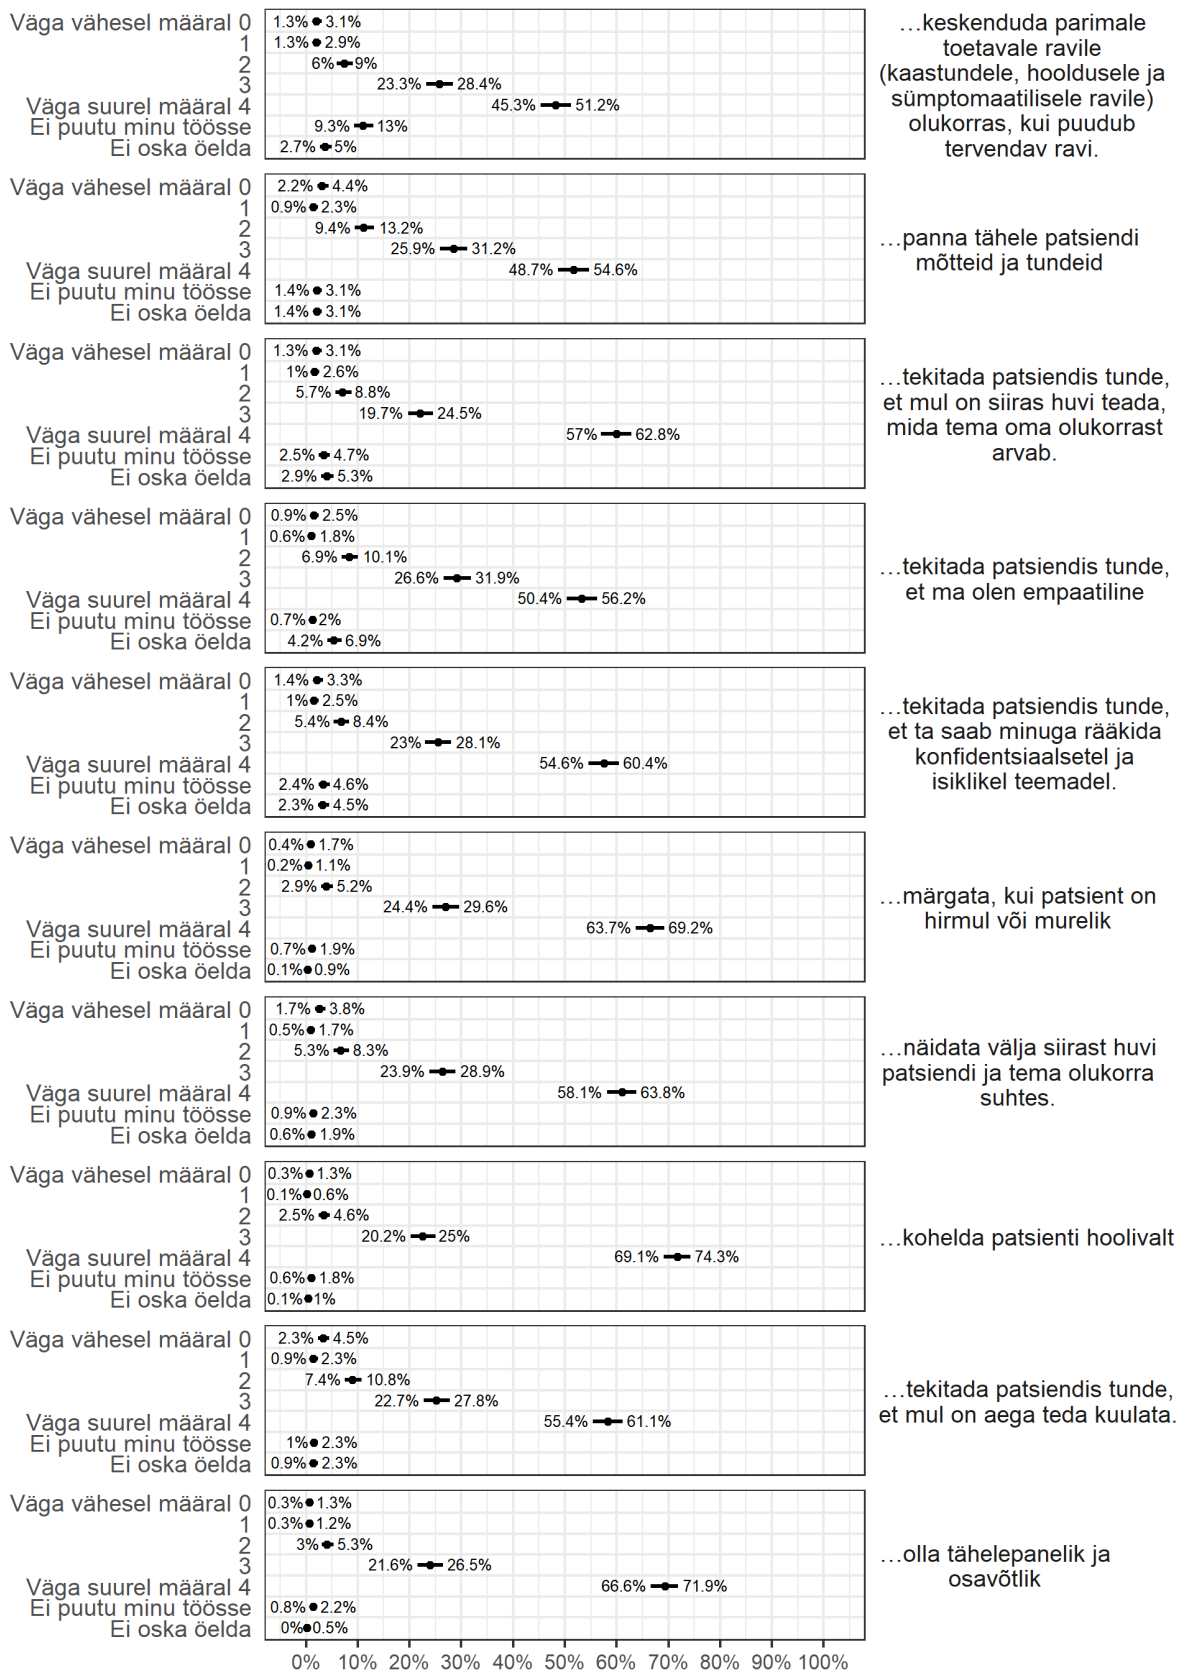 Väga vähesel määral 0 1.3% 3.1%
1 1.3% 2.9%
2 6% 9%
3 23.3% 28.4%
Väga suurel määral 4 45.3% 51.2%
Ei puutu minu töösse 9.3% 13%
Ei oska öelda 2.7% 5%
…keskenduda parimale
toetavale ravile
(kaastundele, hooldusele ja
sümptomaatilisele ravile)
olukorras, kui puudub
tervendav ravi.
Väga vähesel määral 0 2.2% 4.4%
1 0.9% 2.3%
2 9.4% 13.2%
3 25.9% 31.2%
Väga suurel määral 4 48.7% 54.6%
Ei puutu minu töösse 1.4% 3.1%
Ei oska öelda 1.4% 3.1%
…panna tähele patsiendi
mõtteid ja tundeid
Väga vähesel määral 0 1.3% 3.1%
1 1% 2.6%
2 5.7% 8.8%
3 19.7% 24.5%
Väga suurel määral 4 57% 62.8%
Ei puutu minu töösse 2.5% 4.7%
Ei oska öelda 2.9% 5.3%
…tekitada patsiendis tunde,
et mul on siiras huvi teada,
mida tema oma olukorrast
arvab.
Väga vähesel määral 0 0.9% 2.5%
1 0.6% 1.8%
2 6.9% 10.1%
3 26.6% 31.9%
Väga suurel määral 4 50.4% 56.2%
Ei puutu minu töösse 0.7% 2%
Ei oska öelda 4.2% 6.9%
…tekitada patsiendis tunde,
et ma olen empaatiline
Väga vähesel määral 0 1.4% 3.3%
1 1% 2.5%
2 5.4% 8.4%
3 23% 28.1%
Väga suurel määral 4 54.6% 60.4%
Ei puutu minu töösse 2.4% 4.6%
Ei oska öelda 2.3% 4.5%
…tekitada patsiendis tunde,
et ta saab minuga rääkida
konfidentsiaalsetel ja
isiklikel teemadel.
Väga vähesel määral 0 0.4% 1.7%
1 0.2% 1.1%
2 2.9% 5.2%
3 24.4% 29.6%
Väga suurel määral 4 63.7% 69.2%
Ei puutu minu töösse 0.7% 1.9%
Ei oska öelda 0.1% 0.9%
…märgata, kui patsient on
hirmul või murelik
Väga vähesel määral 0 1.7% 3.8%
1 0.5% 1.7%
2 5.3% 8.3%
3 23.9% 28.9%
Väga suurel määral 4 58.1% 63.8%
Ei puutu minu töösse 0.9% 2.3%
Ei oska öelda 0.6% 1.9%
…näidata välja siirast huvi
patsiendi ja tema olukorra
suhtes.
Väga vähesel määral 0 0.3% 1.3%
1 0.1% 0.6%
2 2.5% 4.6%
3 20.2% 25%
Väga suurel määral 4 69.1% 74.3%
Ei puutu minu töösse 0.6% 1.8%
Ei oska öelda 0.1% 1%
…kohelda patsienti hoolivalt
Väga vähesel määral 0 2.3% 4.5%
1 0.9% 2.3%
2 7.4% 10.8%
3 22.7% 27.8%
Väga suurel määral 4 55.4% 61.1%
Ei puutu minu töösse 1% 2.3%
Ei oska öelda 0.9% 2.3%
…tekitada patsiendis tunde,
et mul on aega teda kuulata.
Väga vähesel määral 0 0.3% 1.3%
1 0.3% 1.2%
2 3% 5.3%
3 21.6% 26.5%
Väga suurel määral 4 66.6% 71.9%
Ei puutu minu töösse 0.8% 2.2%
Ei oska öelda 0% 0.5%
…olla tähelepanelik ja
osavõtlik
0% 10% 20% 30% 40% 50% 60% 70% 80% 90% 100%